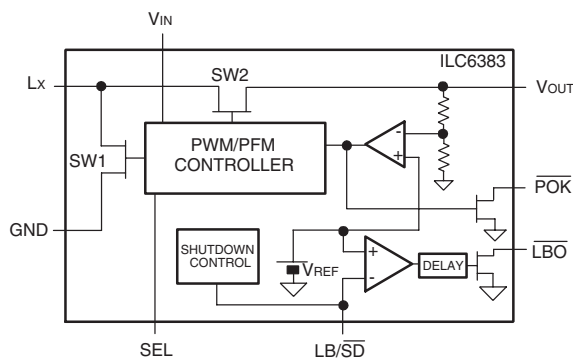 VIN
ILC6383
LX
SW2
VOUT
PWM/PFM
CONTROLLER
-
+
SW1
POK
GND
LBO
SHUTDOWN
CONTROL
VREF
+
-
DELAY
SEL
LB/SD